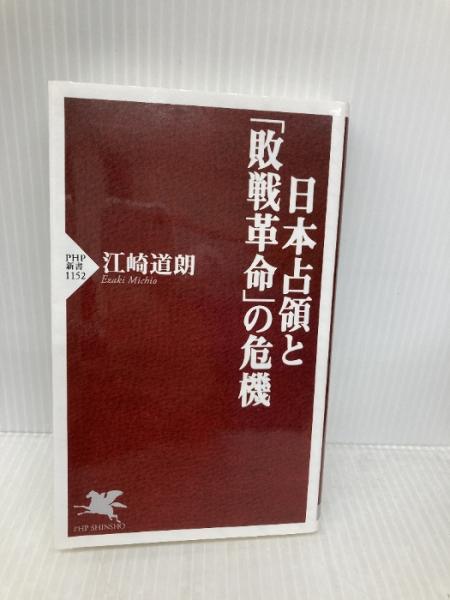 日本占領と
「敗戦革命」の危機
PHP
新書
1152
江崎道朗
Ezaki Michio
PHP SHINSHO